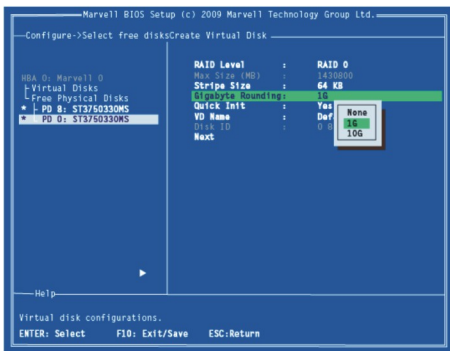 Marvell BIOS Setup (c) 2009 Marvell Technology Group Ltd.
Configure->Select free disksCreate Virtual Disk
HBA 0: Marvell 0
Virtual Disks
Free Physical Disks
* PD 8: ST3750330NS
* PD 0: ST3750330NS
RAID Level : RAID 0
Max Size (MB) : 1430800
Stripe Size : 64 KB
Gigabyte Rounding: 1G
Quick Init : Yes
VD Name : Def
Disk ID : 0 8
Next
None
1G
10G
Help
Virtual disk configurations.
ENTER: Select F10: Exit/Save ESC:Return